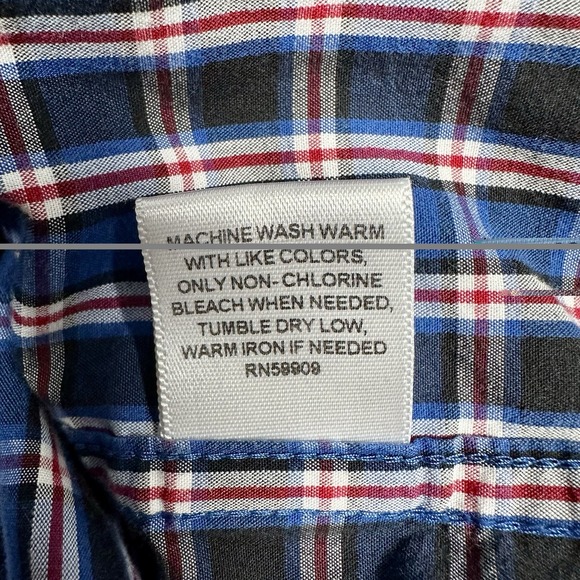 MACHINE WASH WARM
WITH LIKE COLORS,
ONLY NON-CHLORINE
BLEACH WHEN NEEDED,
TUMBLE DRY LOW,
WARM IRON IF NEEDED
RN59909